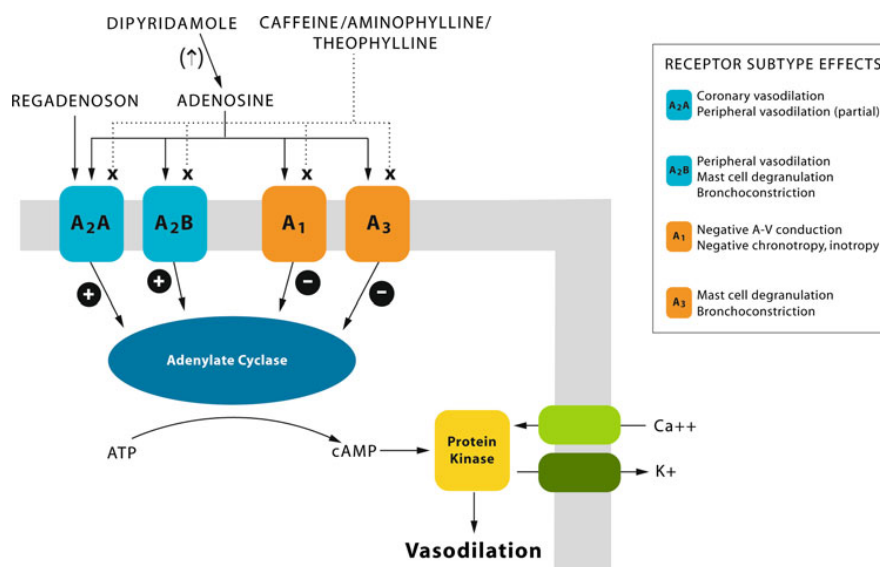 DIPYRIDAMOLE
CAFFEINE/AMINOPHYLLINE/
THEOPHYLLINE
(↑)
REGADENOSON
ADENOSINE
x x x x
A2A
A2B
A1
A3
+ + − −
Adenylate Cyclase
ATP
cAMP
Protein
Kinase
Ca++
K+
Vasodilation
RECEPTOR SUBTYPE EFFECTS
A2A
Coronary vasodilation
Peripheral vasodilation (partial)
A2B
Peripheral vasodilation
Mast cell degranulation
Bronchoconstriction
A1
Negative A-V conduction
Negative chronotropy, inotropy
A3
Mast cell degranulation
Bronchoconstriction